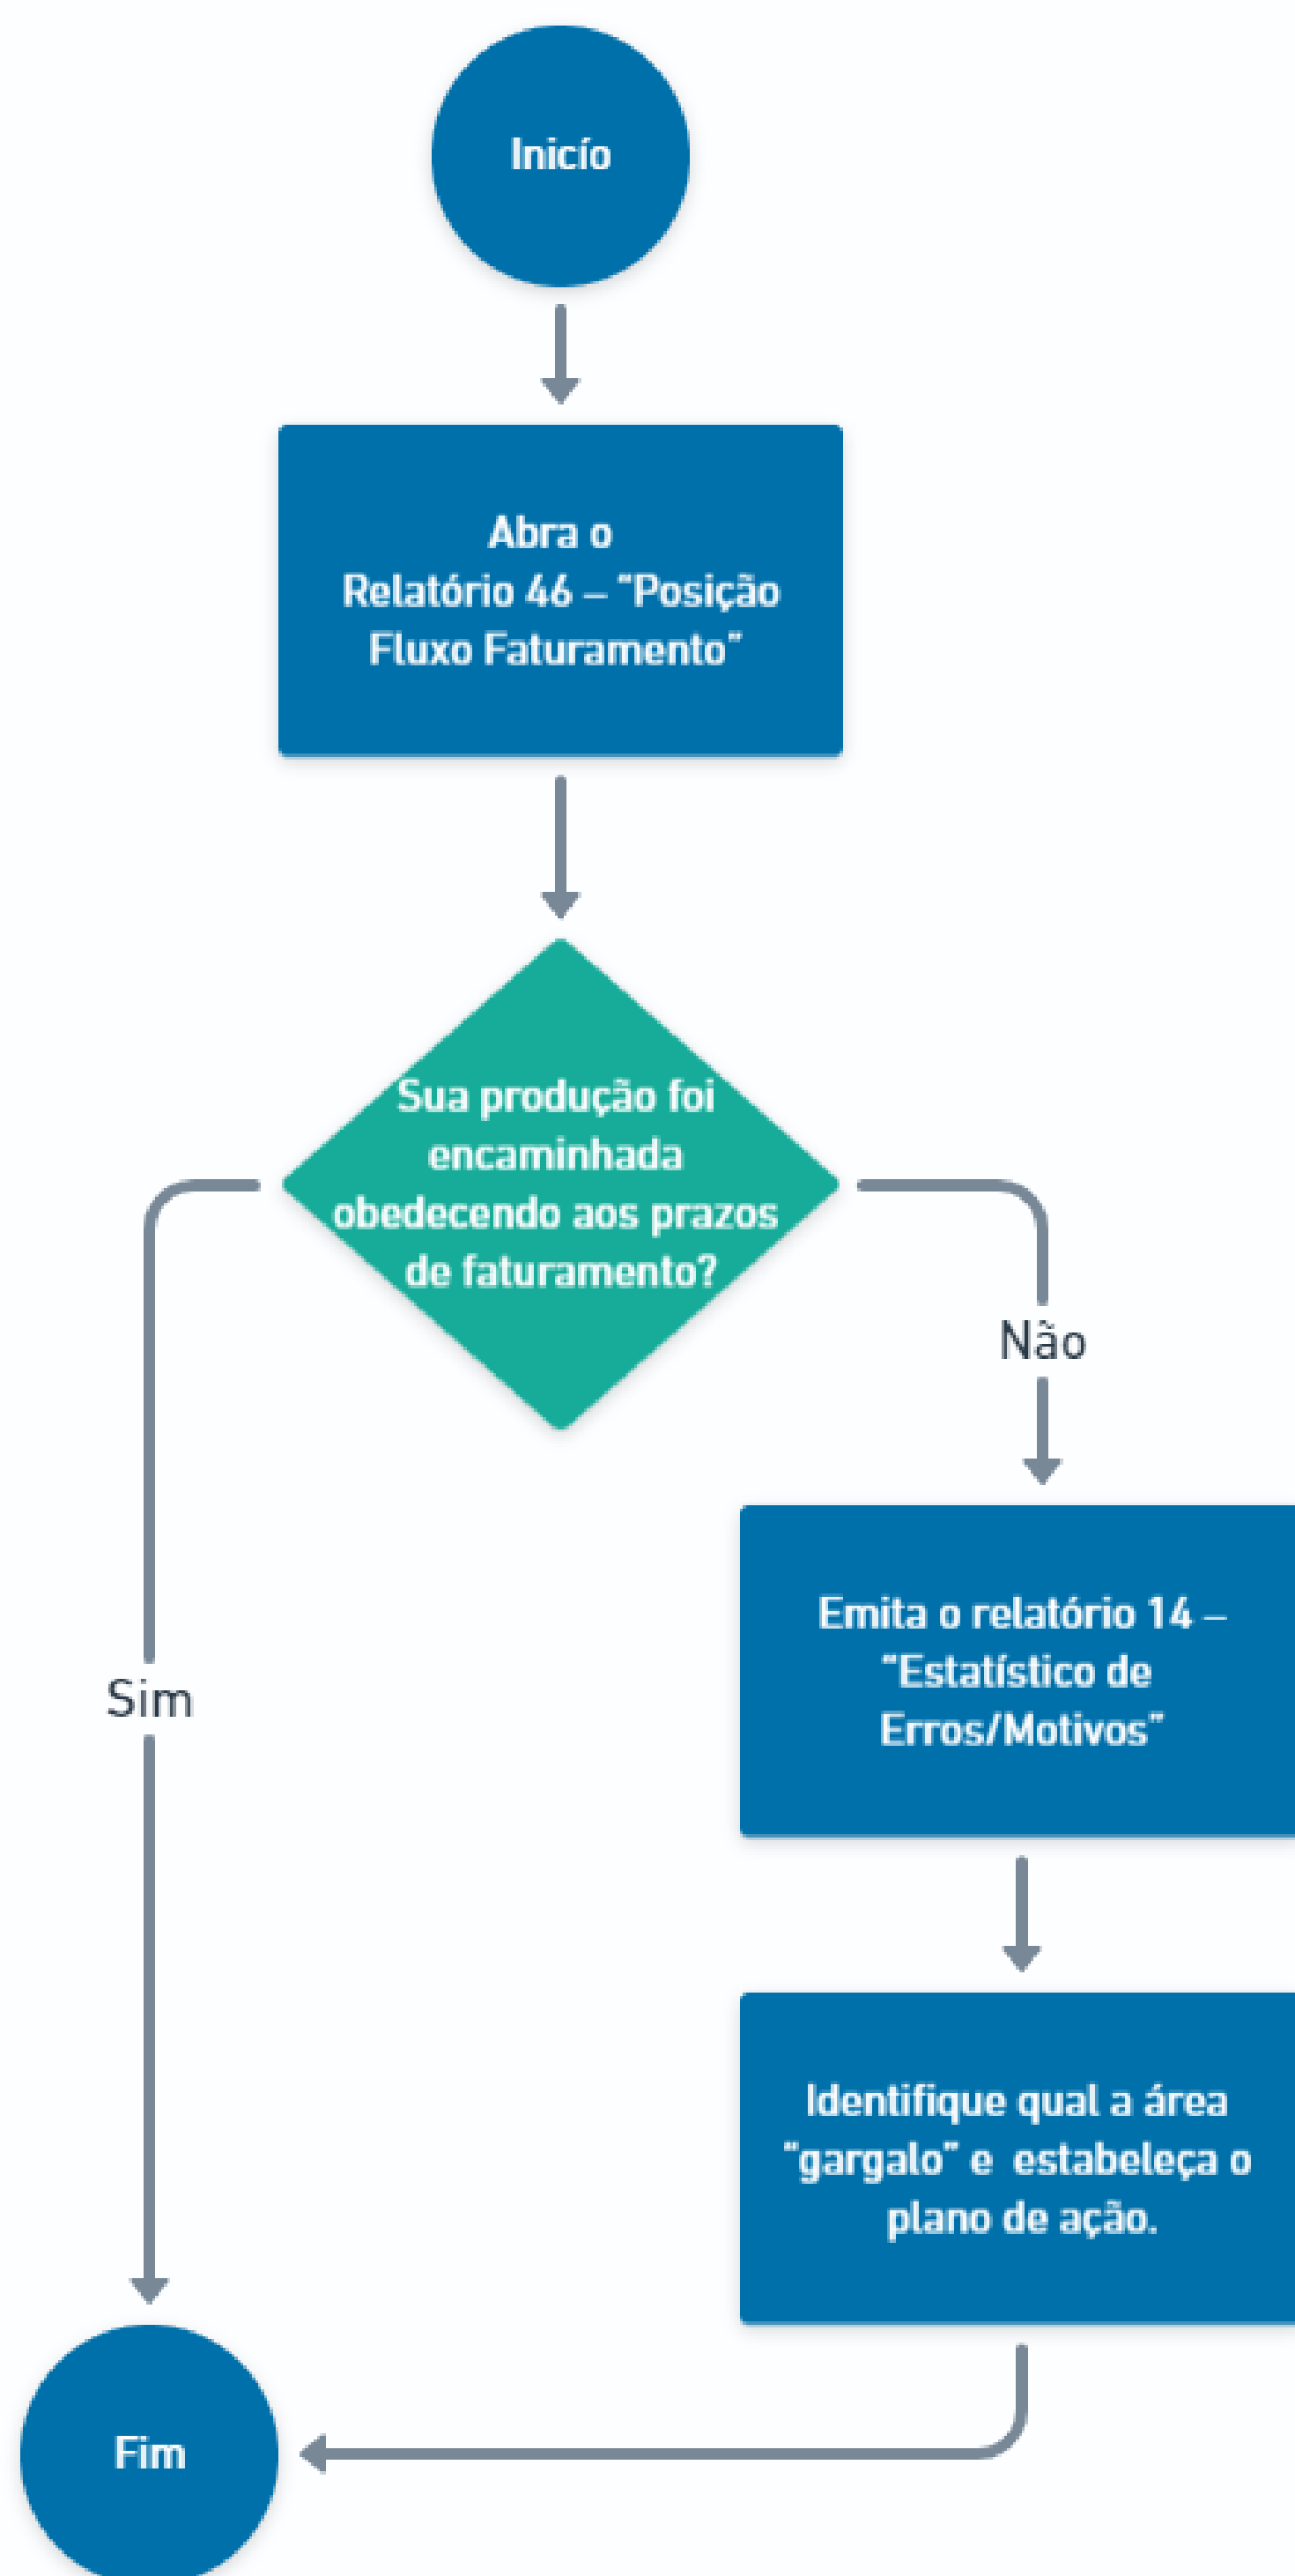 Inicío
Abra o
Relatório 46 – “Posição
Fluxo Faturamento”
Sua produção foi
encaminhada
obedecendo aos prazos
de faturamento?
Não
Emita o relatório 14 –
“Estatístico de
Erros/Motivos”
Sim
Identifique qual a área
“gargalo” e  estabeleça o
plano de ação.
Fim